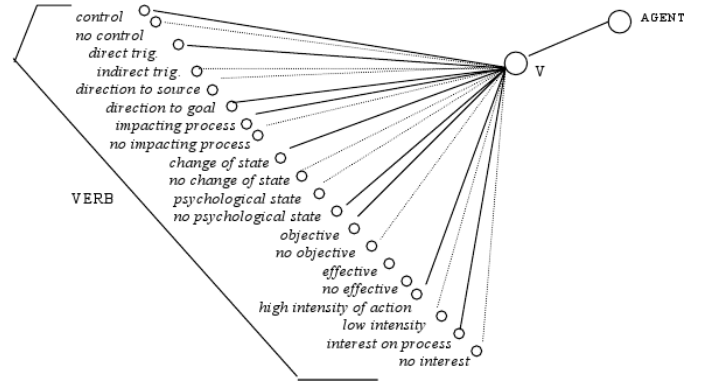 control
AGENT
no control
direct trig.
V
indirect trig.
direction to source
direction to goal
impacting process
no impacting process
change of state
no change of state
psychological state
VERB
no psychological state
objective
no objective
effective
no effective
high intensity of action
low intensity
interest on process
no interest